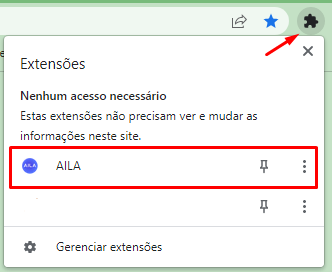 Extensões
Nenhum acesso necessário
Estas extensões não precisam ver e mudar as
informações neste site.
AILA AILA
Gerenciar extensões